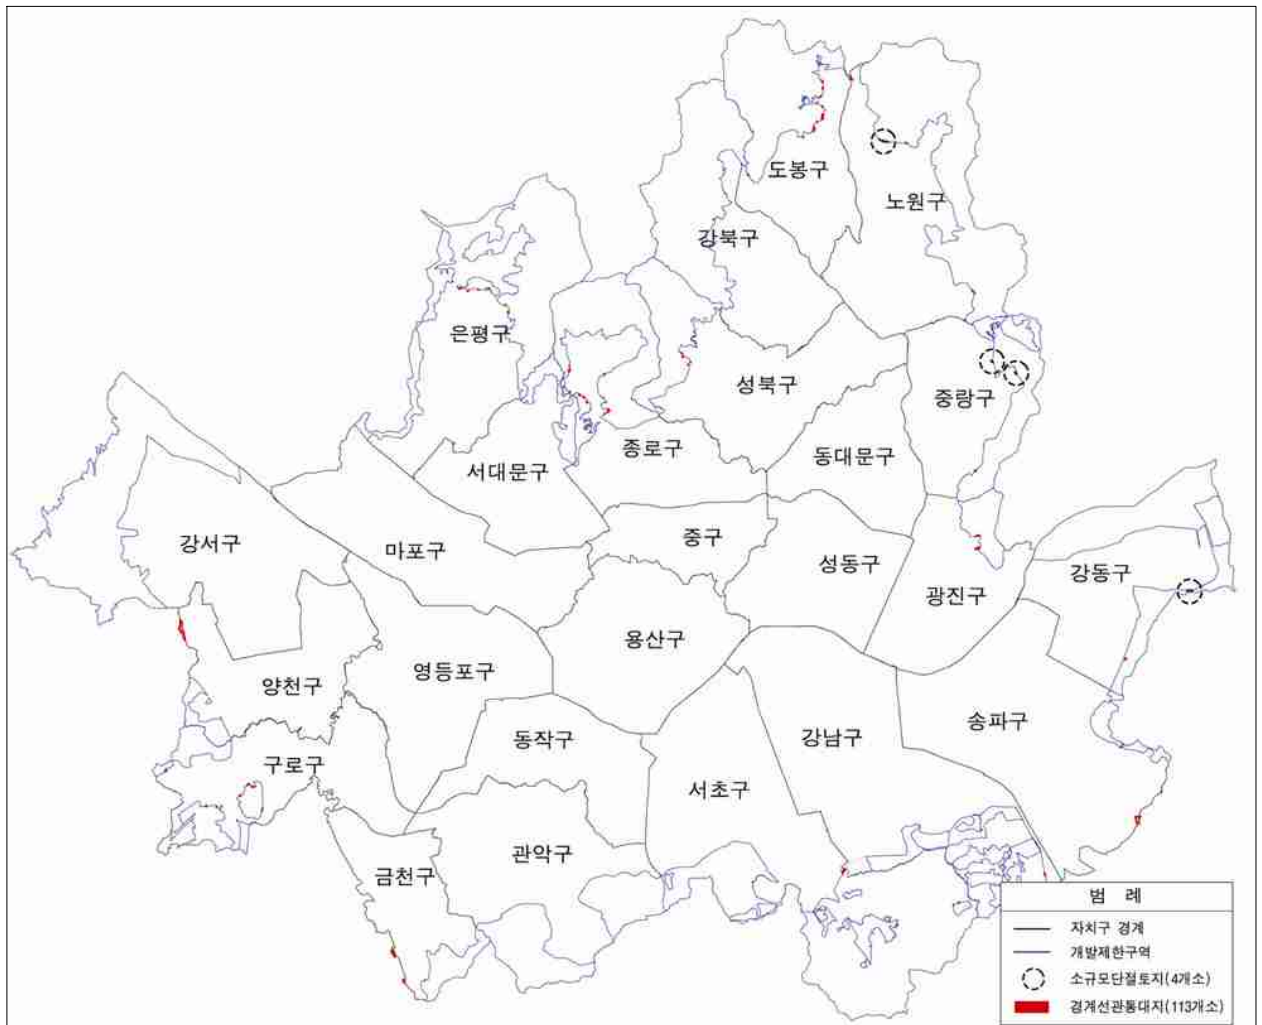 도봉구
노원구
강북구
은평구
성북구
중랑구
종로구
동대문구
서대문구
강서구
마포구
중구
성동구
강동구
광진구
용산구
영등포구
양천구
송파구
동작구
강남구
구로구
서초구
관악구
금천구
범 례
자치구 경계
개발제한구역
소규모단절토지(4개소)
경계선관통대지(113개소)